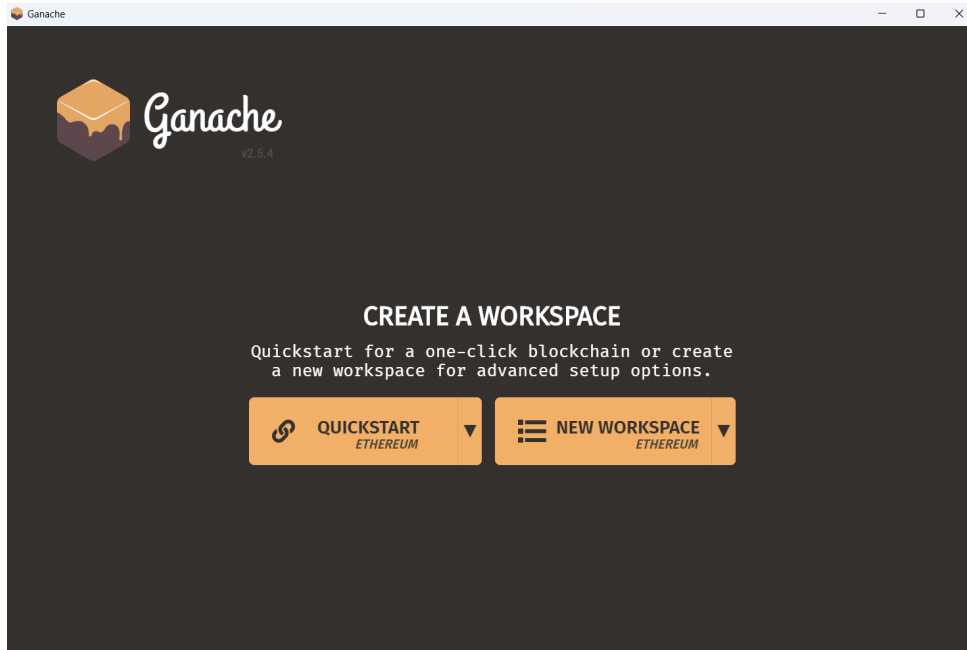 Ganache
Ganache
v2.5.4
CREATE A WORKSPACE
Quickstart for a one-click blockchain or create
a new workspace for advanced setup options.
QUICKSTART
ETHEREUM
NEW WORKSPACE
ETHEREUM